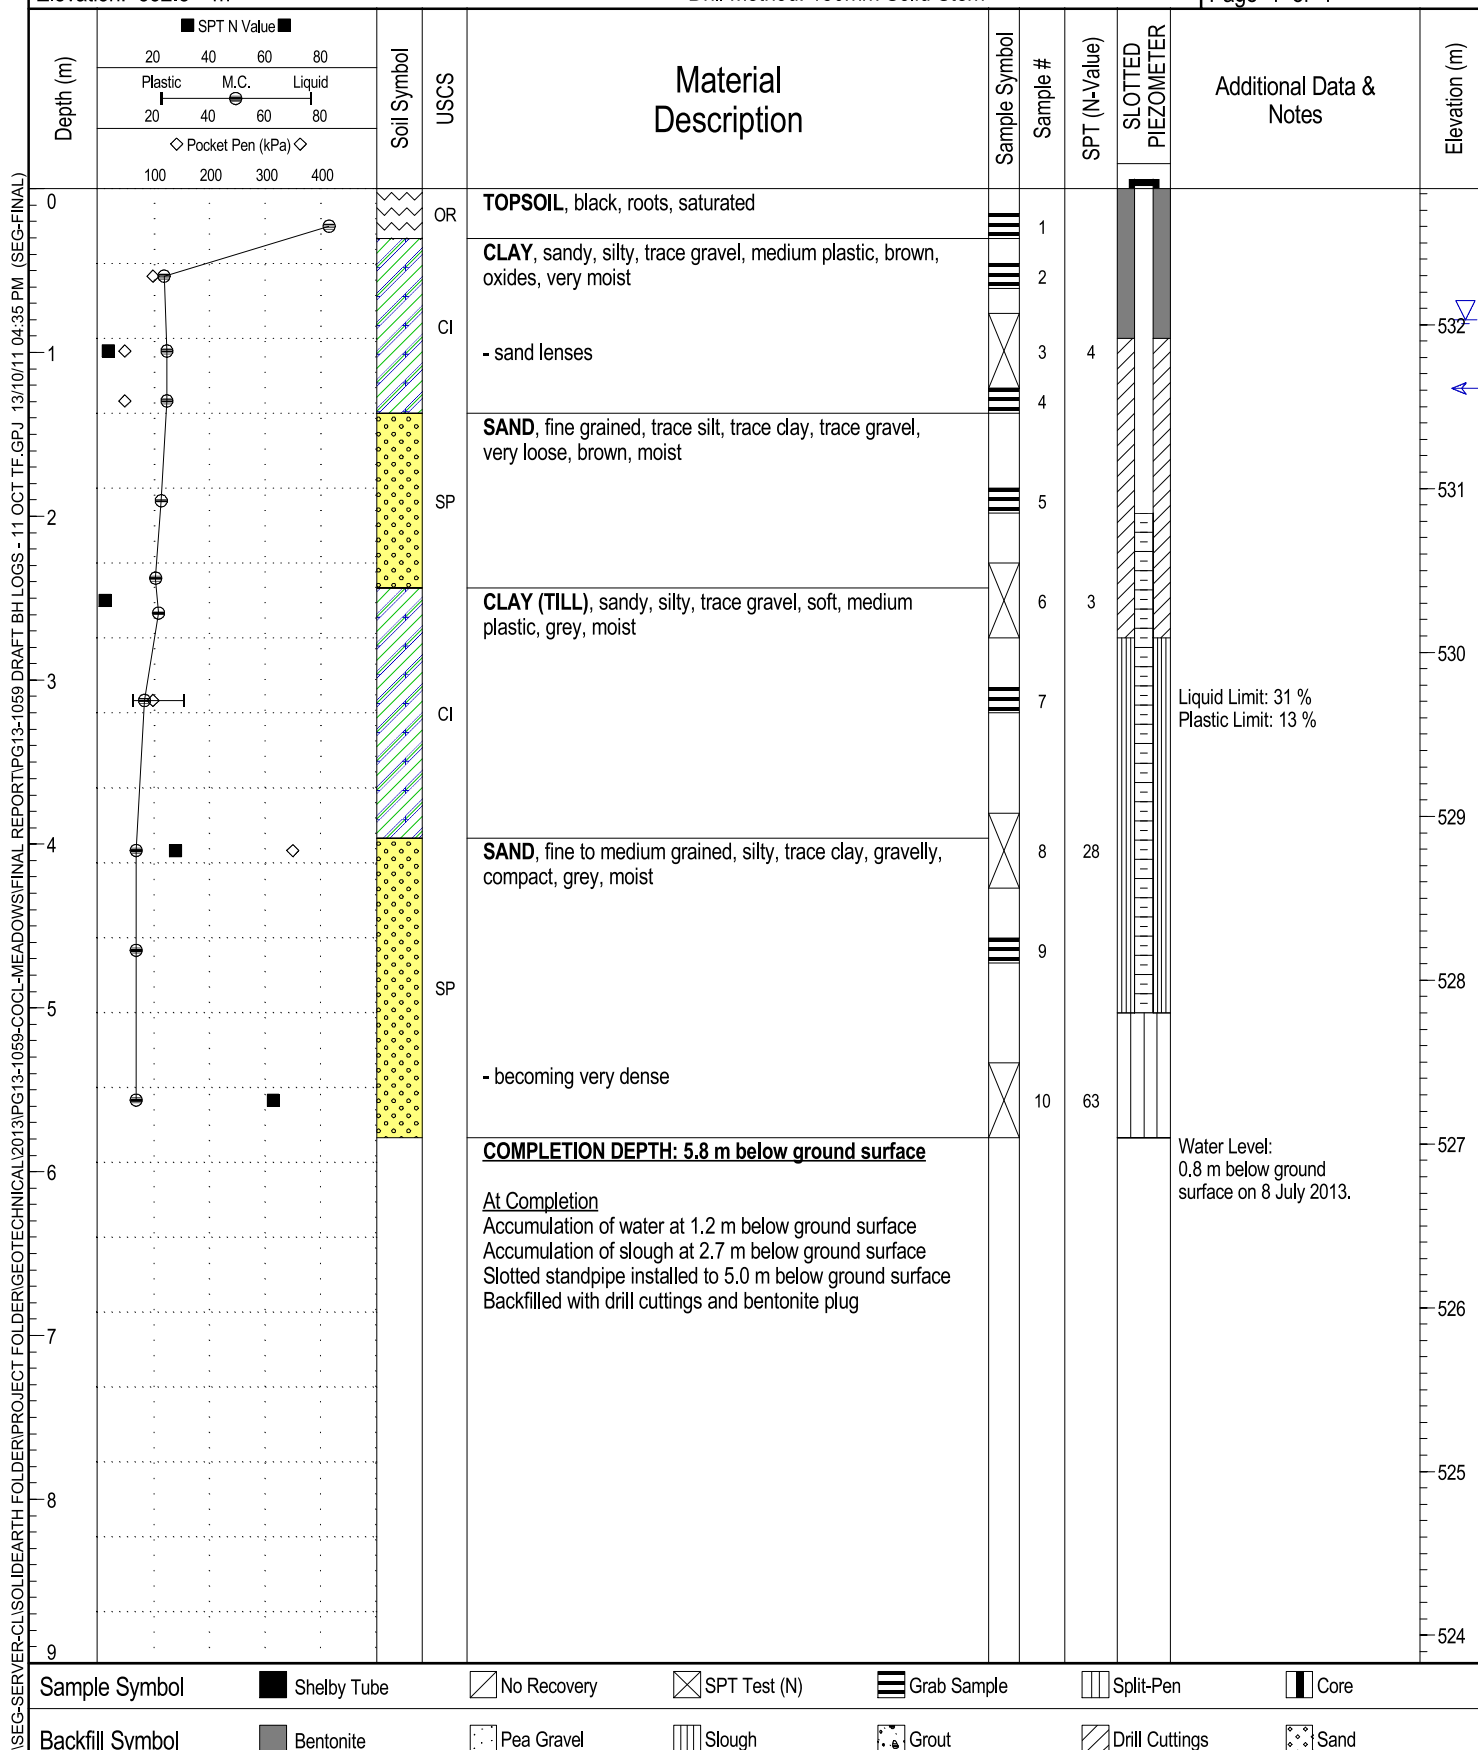 Page 1 of 1
SPT N Value
20 40 60 80
Plastic M.C. Liquid
20 40 60 80
Pocket Pen (kPa)
100 200 300 400
Depth (m)
Soil Symbol
USCS
Material
Description
Sample Symbol
Sample #
SPT (N-Value)
SLOTTED
PIEZOMETER
Additional Data &
Notes
Elevation (m)
0
OR
TOPSOIL, black, roots, saturated
1
CLAY, sandy, silty, trace gravel, medium plastic, brown,
oxides, very moist
2
CI
532
1
- sand lenses
3 4
4
SAND, fine grained, trace silt, trace clay, trace gravel,
very loose, brown, moist
SP
5
531
2
CLAY (TILL), sandy, silty, trace gravel, soft, medium
plastic, grey, moist
6 3
530
3
CI
7
Liquid Limit: 31 %
Plastic Limit: 13 %
529
4
SAND, fine to medium grained, silty, trace clay, gravelly,
compact, grey, moist
8 28
9
528
SP
5
- becoming very dense
10 63
527
COMPLETION DEPTH: 5.8 m below ground surface
Water Level:
0.8 m below ground
surface on 8 July 2013.
6
At Completion
Accumulation of water at 1.2 m below ground surface
Accumulation of slough at 2.7 m below ground surface
Slotted standpipe installed to 5.0 m below ground surface
Backfilled with drill cuttings and bentonite plug
526
7
525
8
524
9
Sample Symbol Shelby Tube No Recovery SPT Test (N) Grab Sample Split-Pen Core
Backfill Symbol Bentonite Pea Gravel Slough Grout Drill Cuttings Sand
\SEG-SERVER-CL\SOLIDEARTH FOLDER\PROJECT FOLDER\GEOTECHNICAL\2013\PG13-1059-COCL-MEADOWS\FINAL REPORT\PG13-1059 DRAFT BH LOGS - 11 OCT TF.GPJ 13/10/11 04:35 PM (SEG-FINAL)